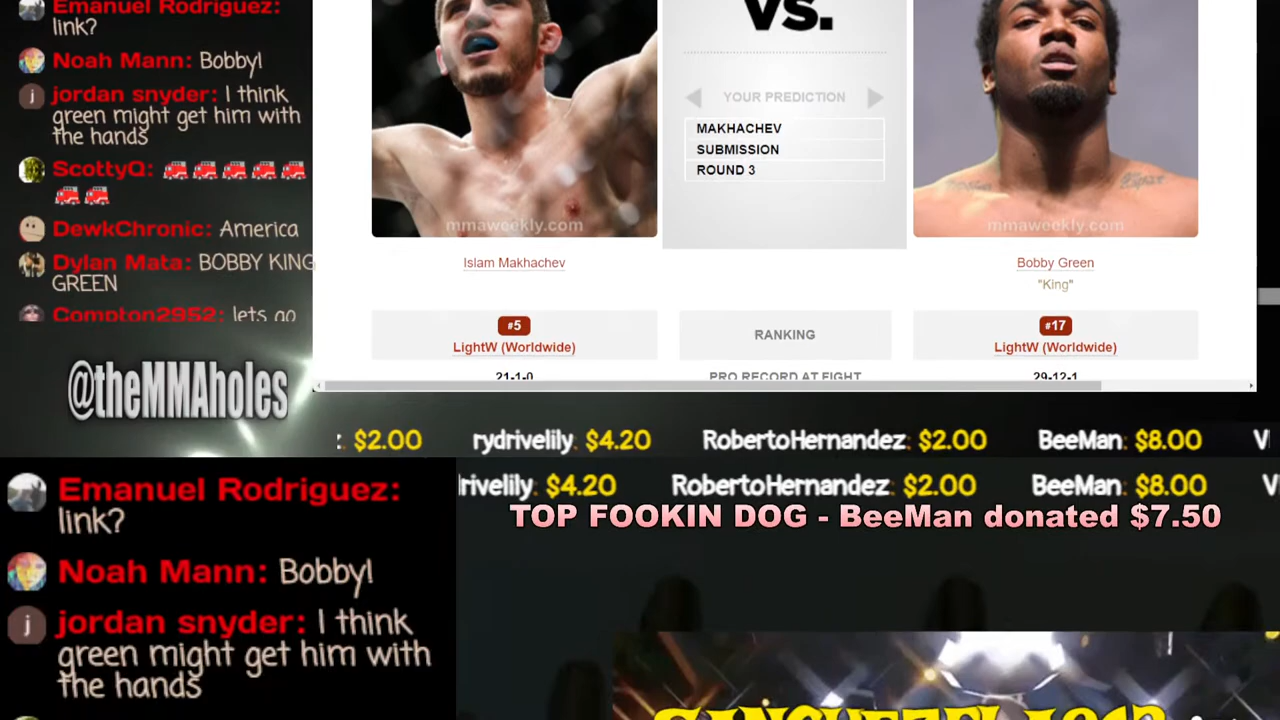 Emanuel Rodriguez:
link?
Noah Mann: Bobby!
jordan snyder: I think
green might get him with
the hands
ScottyQ:
DewkChronic: America
Dylan Mata: BOBBY KING
GREEN
Compton2952: lets go
@theMMAholes
VS.
YOUR PREDICTION
MAKHACHEV
SUBMISSION
ROUND 3
mmaweekly.com
mmaweekly.com
Islam Makhachev
Bobby Green
"King"
#5
LightW (Worldwide)
RANKING
#17
LightW (Worldwide)
21-1-0
PRO RECORD AT FIGHT
29-12-1
: $2.00 rydrivelily: $4.20 RobertoHernandez: $2.00 BeeMan: $8.00
rivelily: $4.20 RobertoHernandez: $2.00 BeeMan: $8.00
TOP FOOKIN DOG - BeeMan donated $7.50
Emanuel Rodriguez:
link?
Noah Mann: Bobby!
j
jordan snyder: I think
green might get him with
the hands